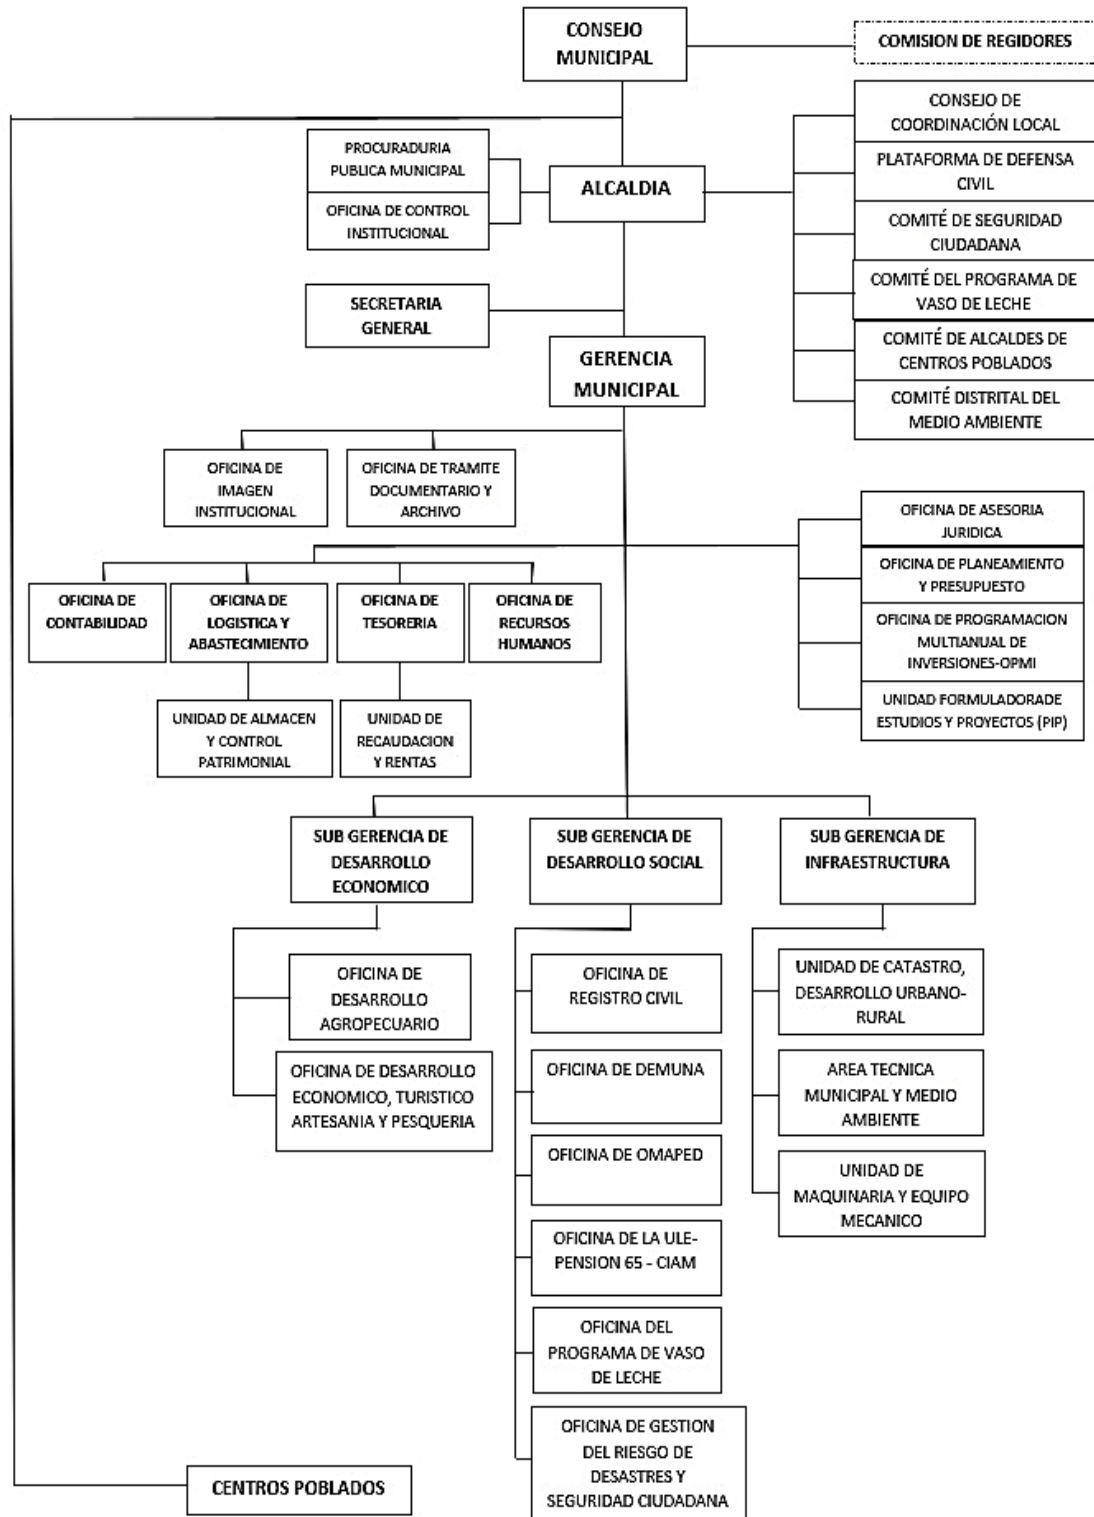 CONSEJO
MUNICIPAL
COMISION DE REGIDORES
CONSEJO DE
COORDINACIÓN LOCAL
PLATAFORMA DE DEFENSA
CIVIL
COMITÉ DE SEGURIDAD
CIUDADANA
COMITÉ DEL PROGRAMA DE
VASO DE LECHE
COMITÉ DE ALCALDES DE
CENTROS POBLADOS
COMITÉ DISTRITAL DEL
MEDIO AMBIENTE
PROCURADURIA
PUBLICA MUNICIPAL
OFICINA DE CONTROL
INSTITUCIONAL
ALCALDIA
SECRETARIA
GENERAL
GERENCIA
MUNICIPAL
OFICINA DE
IMAGEN
INSTITUCIONAL
OFICINA DE TRAMITE
DOCUMENTARIO Y
ARCHIVO
OFICINA DE ASESORIA
JURIDICA
OFICINA DE PLANEAMIENTO
Y PRESUPUESTO
OFICINA DE PROGRAMACION
MULTIANUAL DE
INVERSIONES-OPMI
UNIDAD FORMULADORADE
ESTUDIOS Y PROYECTOS (PIP)
OFICINA DE
CONTABILIDAD
OFICINA DE
LOGISTICA Y
ABASTECIMIENTO
OFICINA DE
TESORERIA
OFICINA DE
RECURSOS
HUMANOS
UNIDAD DE ALMACEN
Y CONTROL
PATRIMONIAL
UNIDAD DE
RECAUDACION
Y RENTAS
SUB GERENCIA DE
DESARROLLO
ECONOMICO
SUB GERENCIA DE
DESARROLLO SOCIAL
SUB GERENCIA DE
INFRAESTRUCTURA
OFICINA DE
DESARROLLO
AGROPECUARIO
OFICINA DE DESARROLLO
ECONOMICO, TURISTICO
ARTESANIA Y PESQUERIA
OFICINA DE
REGISTRO CIVIL
OFICINA DE DEMUNA
OFICINA DE OMAPED
OFICINA DE LA ULE-
PENSION 65 - CIAM
OFICINA DEL
PROGRAMA DE VASO
DE LECHE
OFICINA DE GESTION
DEL RIESGO DE
DESASTRES Y
SEGURIDAD CIUDADANA
UNIDAD DE CATASTRO,
DESARROLLO URBANO-
RURAL
AREA TECNICA
MUNICIPAL Y MEDIO
AMBIENTE
UNIDAD DE
MAQUINARIA Y EQUIPO
MECANICO
CENTROS POBLADOS